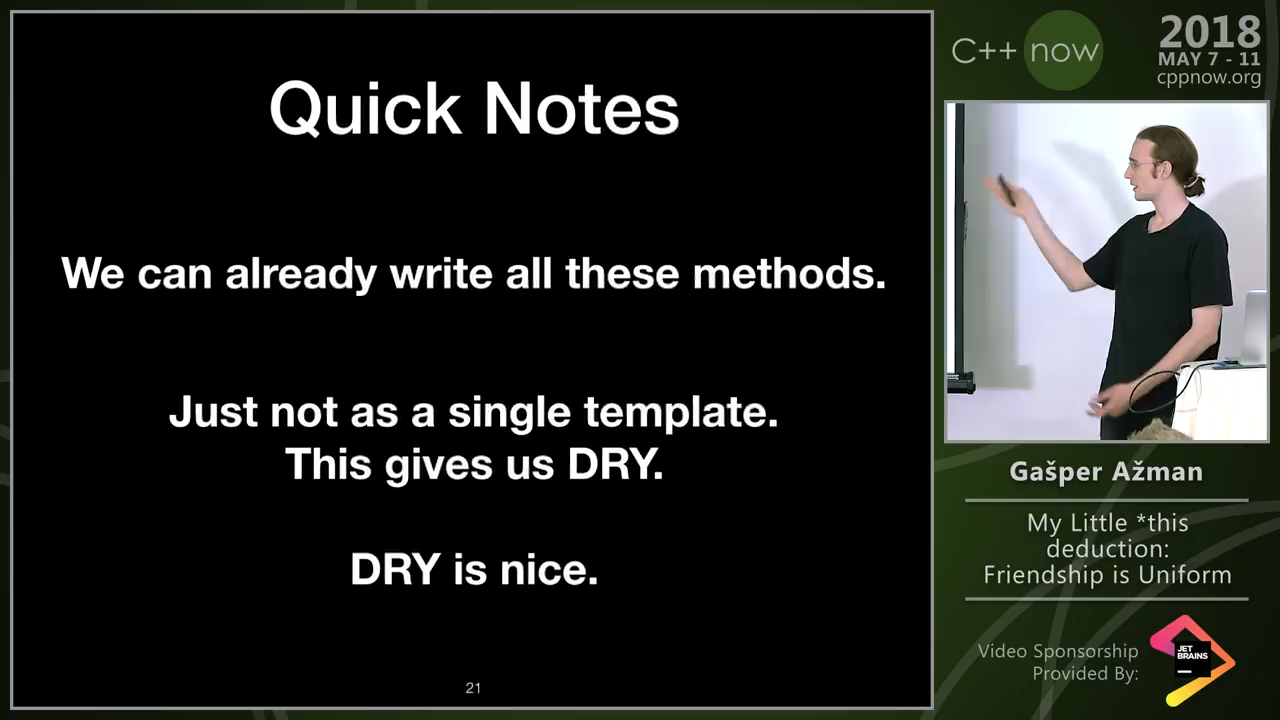 Quick Notes
We can already write all these methods.
Just not as a single template.
This gives us DRY.
DRY is nice.
21
C++ now
2018
MAY 7 - 11
cppnow.org
Gašper Ažman
My Little *this
deduction:
Friendship is Uniform
Video Sponsorship
Provided By:
JET
BRAINS